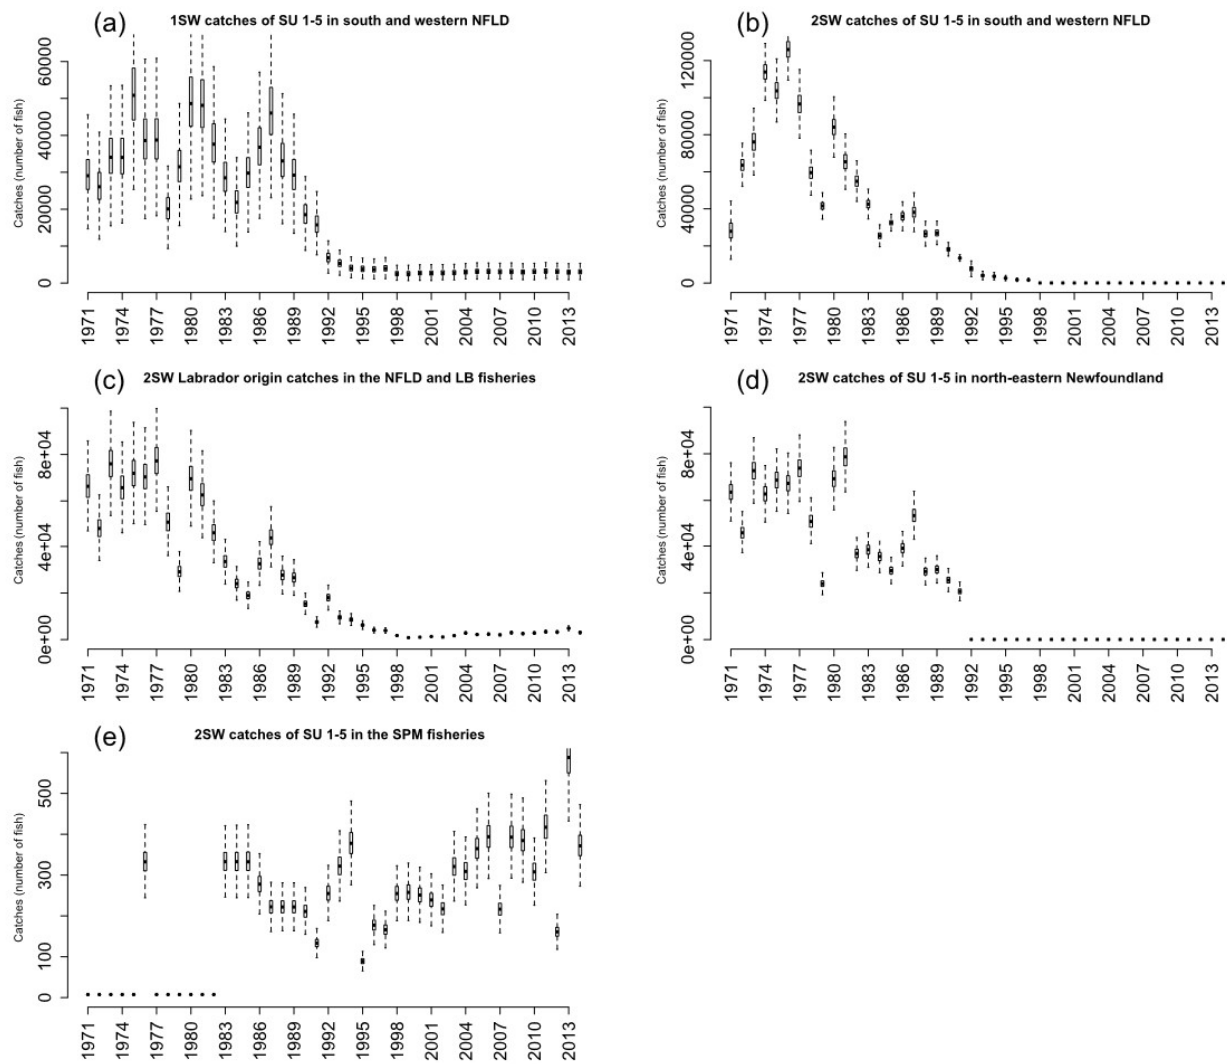 (a) 1SW catches of SU 1-5 in south and western NFLD
Catches (number of fish)
60000
40000
20000
0
1971 1974 1977 1980 1983 1986 1989 1992 1995 1998 2001 2004 2007 2010 2013
(b) 2SW catches of SU 1-5 in south and western NFLD
Catches (number of fish)
120000
80000
40000
0
1971 1974 1977 1980 1983 1986 1989 1992 1995 1998 2001 2004 2007 2010 2013
(c) 2SW Labrador origin catches in the NFLD and LB fisheries
Catches (number of fish)
8e+04
4e+04
0e+00
1971 1974 1977 1980 1983 1986 1989 1992 1995 1998 2001 2004 2007 2010 2013
(d) 2SW catches of SU 1-5 in north-eastern Newfoundland
Catches (number of fish)
8e+04
4e+04
0e+00
1971 1974 1977 1980 1983 1986 1989 1992 1995 1998 2001 2004 2007 2010 2013
(e) 2SW catches of SU 1-5 in the SPM fisheries
Catches (number of fish)
500
300
100
0
1971 1974 1977 1980 1983 1986 1989 1992 1995 1998 2001 2004 2007 2010 2013